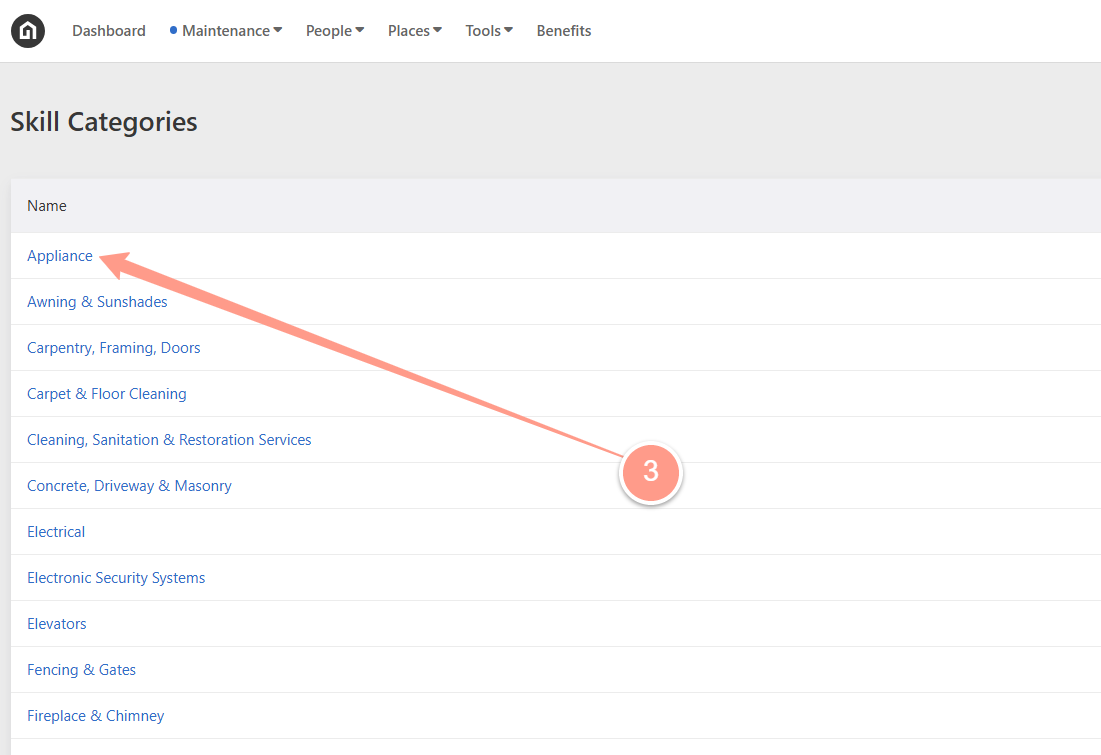 Dashboard Maintenance People Places Tools Benefits
Skill Categories
Name
Appliance
Awning & Sunshades
Carpentry, Framing, Doors
Carpet & Floor Cleaning
Cleaning, Sanitation & Restoration Services
3
Concrete, Driveway & Masonry
Electrical
Electronic Security Systems
Elevators
Fencing & Gates
Fireplace & Chimney